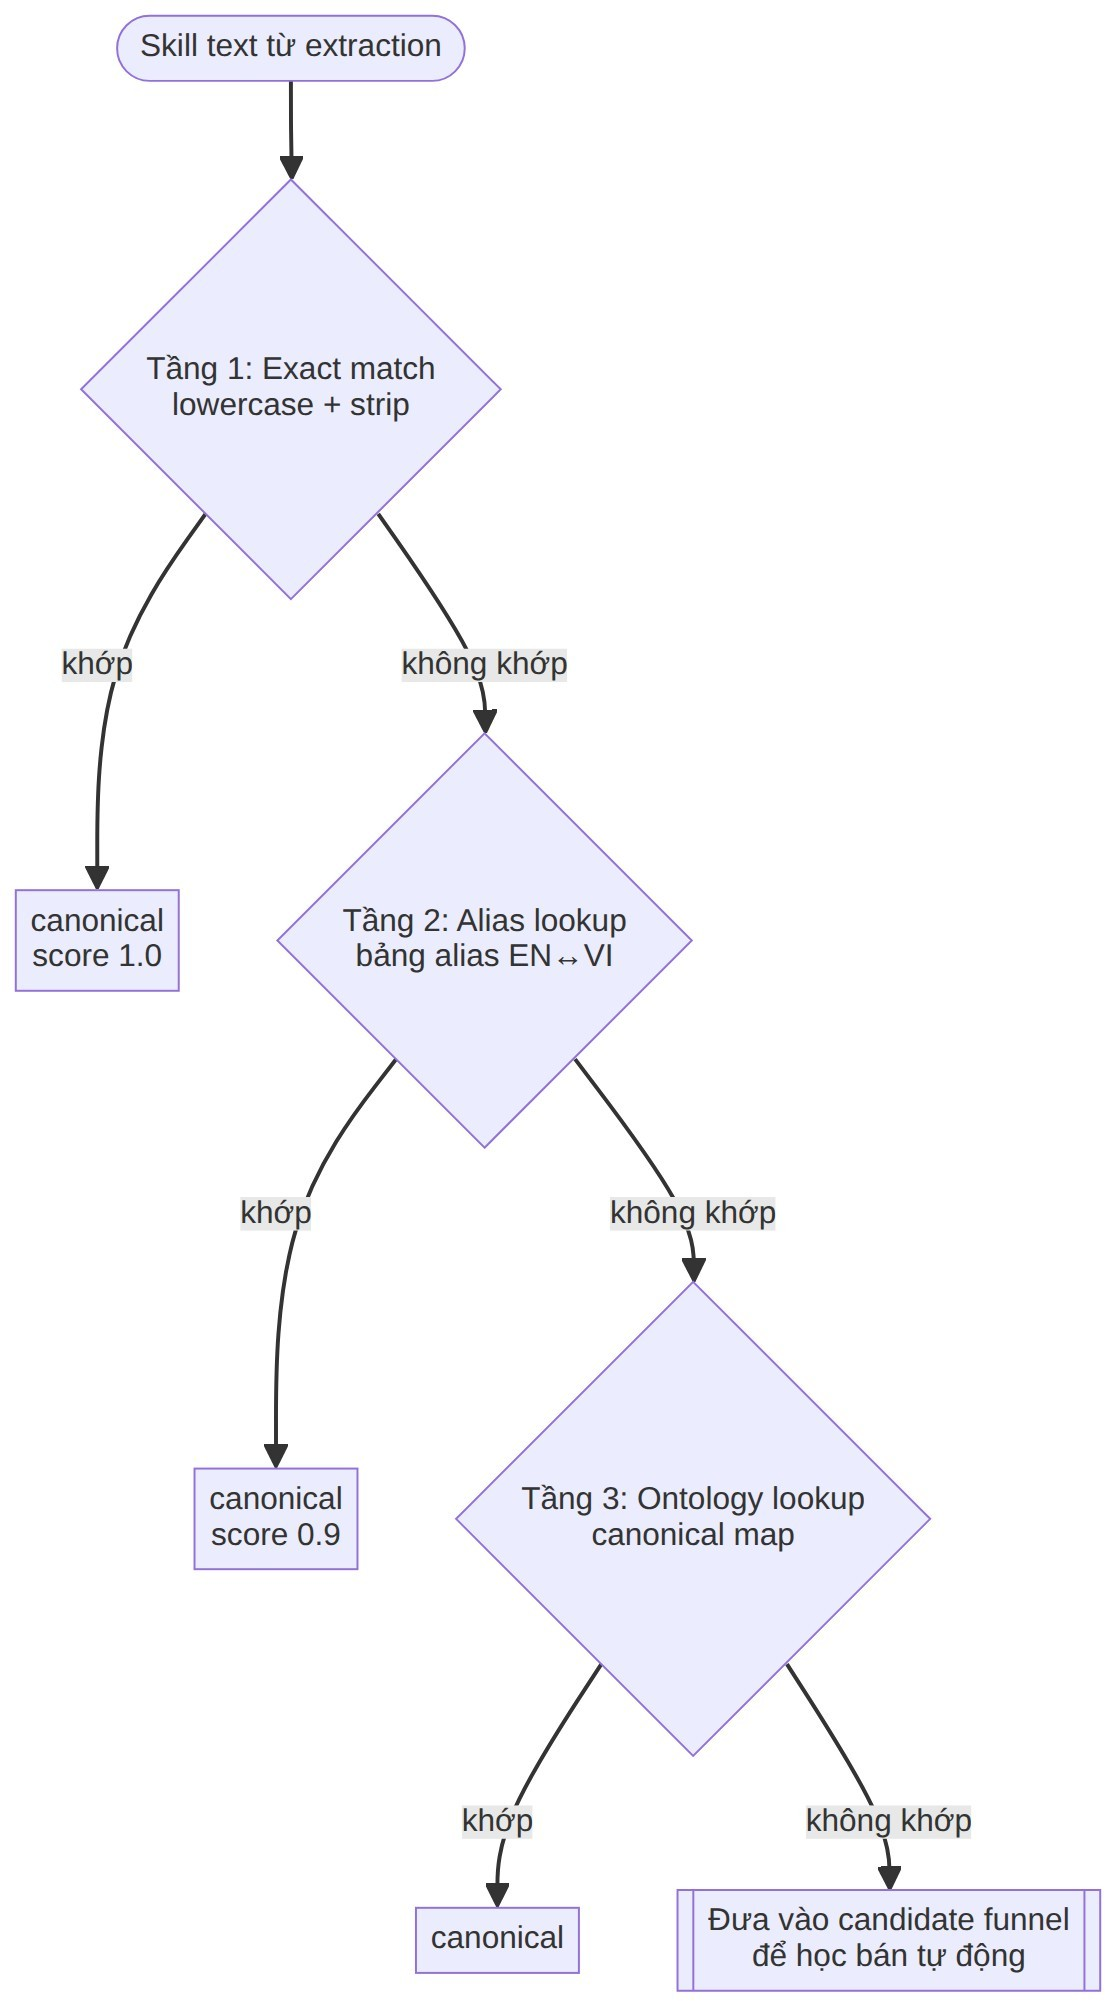 Skill text từ extraction
Tầng 1: Exact match
lowercase + strip
khớp
không khớp
canonical
score 1.0
Tầng 2: Alias lookup
bảng alias EN↔VI
khớp
không khớp
canonical
score 0.9
Tầng 3: Ontology lookup
canonical map
khớp
không khớp
canonical
Đưa vào candidate funnel
để học bán tự động